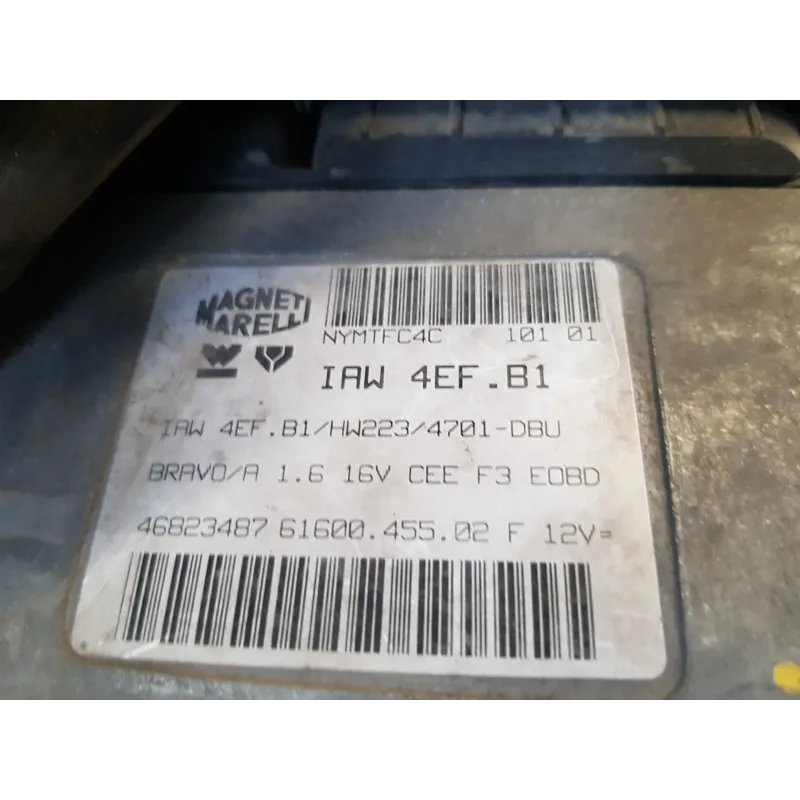 MAGNETI
MARELLI
NYMTFC4C 101 01
IAW 4EF.B1
IAW 4EF.B1/HW223/4701-DBU
BRAVO/A 1.6 16V CEE F3 EOBD
46823487 61600.455.02 F 12V=